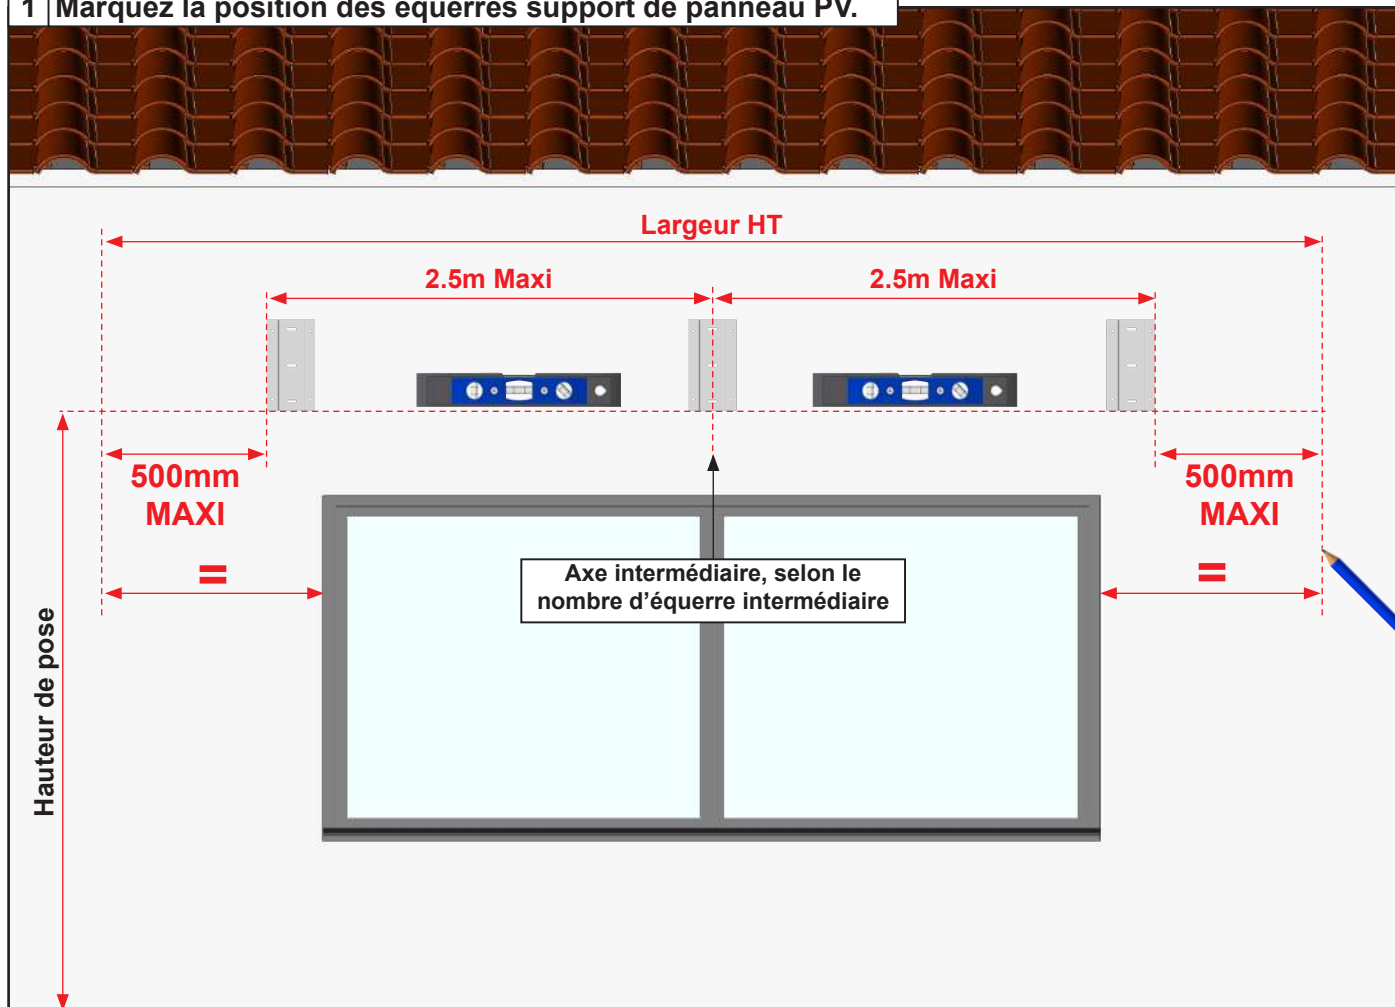 1 Marquez la position des équerres support de panneau PV.
Largeur HT
2.5m Maxi
2.5m Maxi
500mm
MAXI
=
500mm
MAXI
=
Axe intermédiaire, selon le
nombre d'équerre intermédiaire
Hauteur de pose